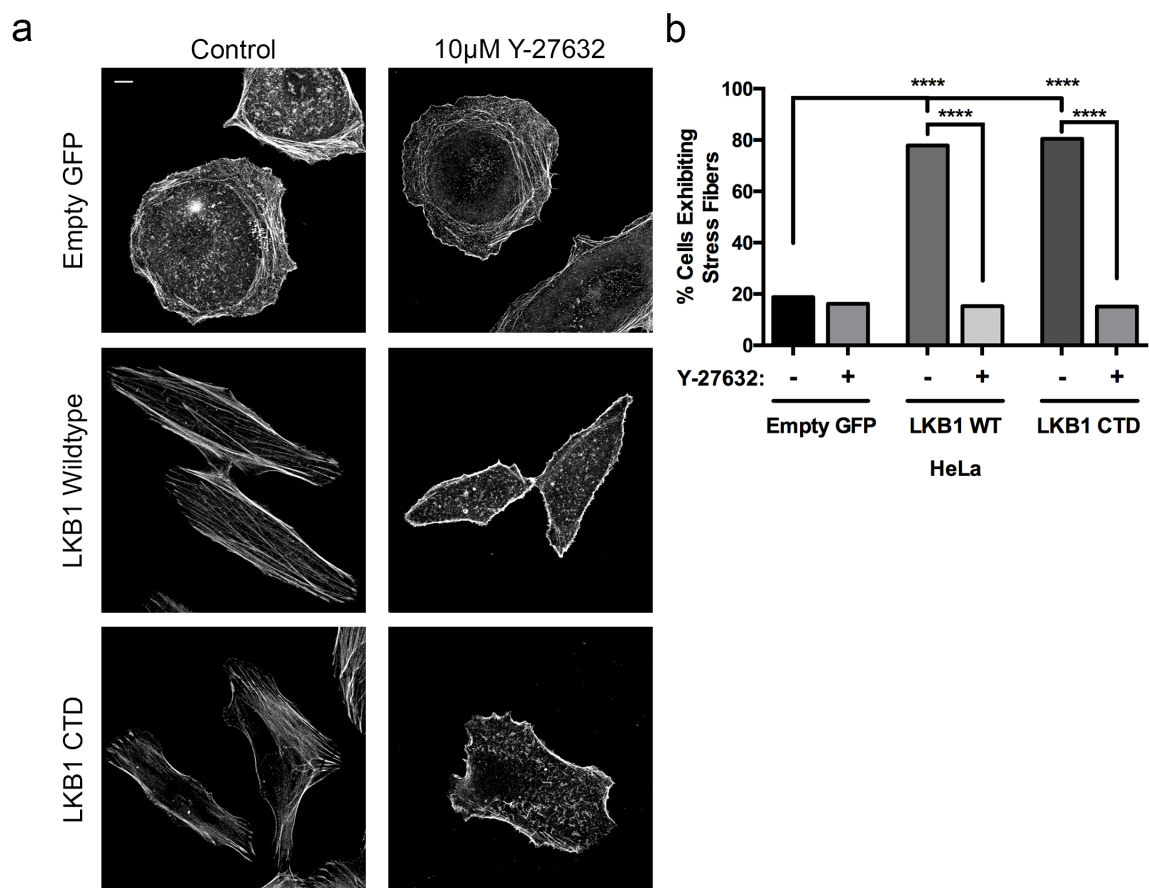 a
Control
10µM Y-27632
Empty GFP
LKB1 Wildtype
LKB1 CTD
b
% Cells Exhibiting
Stress Fibers
100
80
60
40
20
0
****
****
****
****
Y-27632: - + - + - +
Empty GFP LKB1 WT LKB1 CTD
HeLa